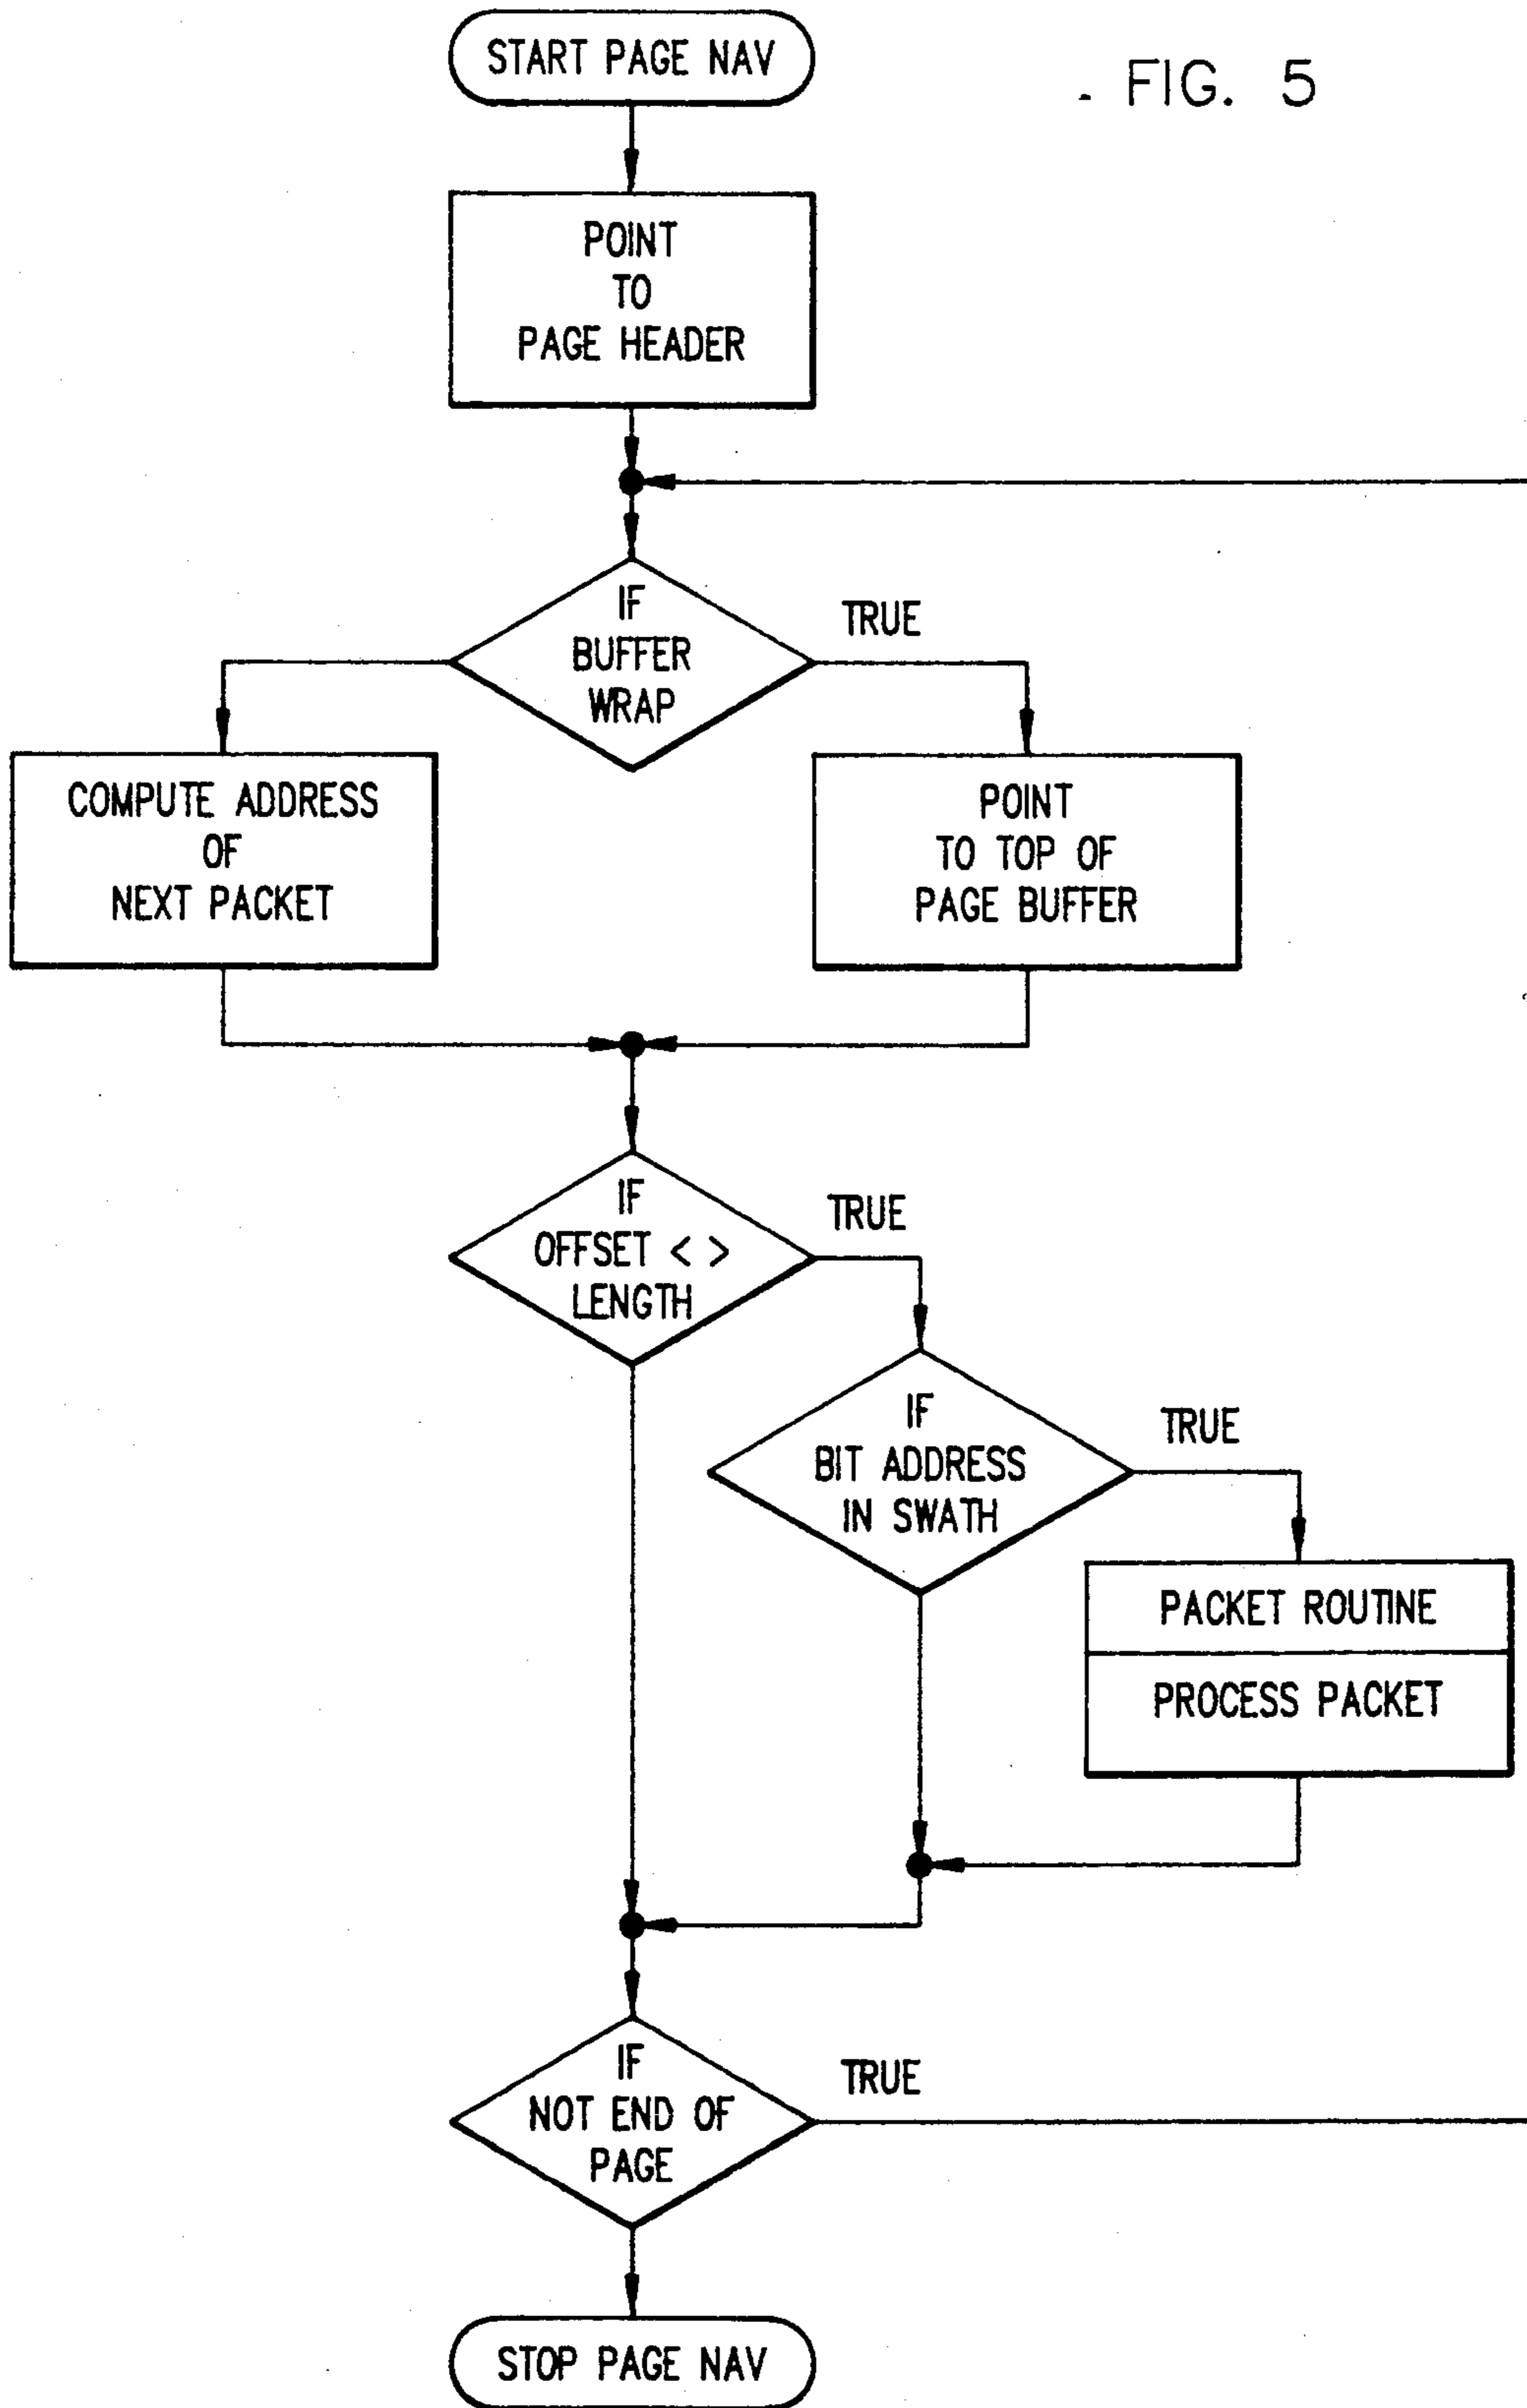 START PAGE NAV
- FIG. 5
POINT
TO
PAGE HEADER
IF
BUFFER
WRAP
TRUE
COMPUTE ADDRESS
OF
NEXT PACKET
POINT
TO TOP OF
PAGE BUFFER
IF
OFFSET < >
LENGTH
TRUE
IF
BIT ADDRESS
IN SWATH
TRUE
PACKET ROUTINE
PROCESS PACKET
IF
NOT END OF
PAGE
TRUE
STOP PAGE NAV